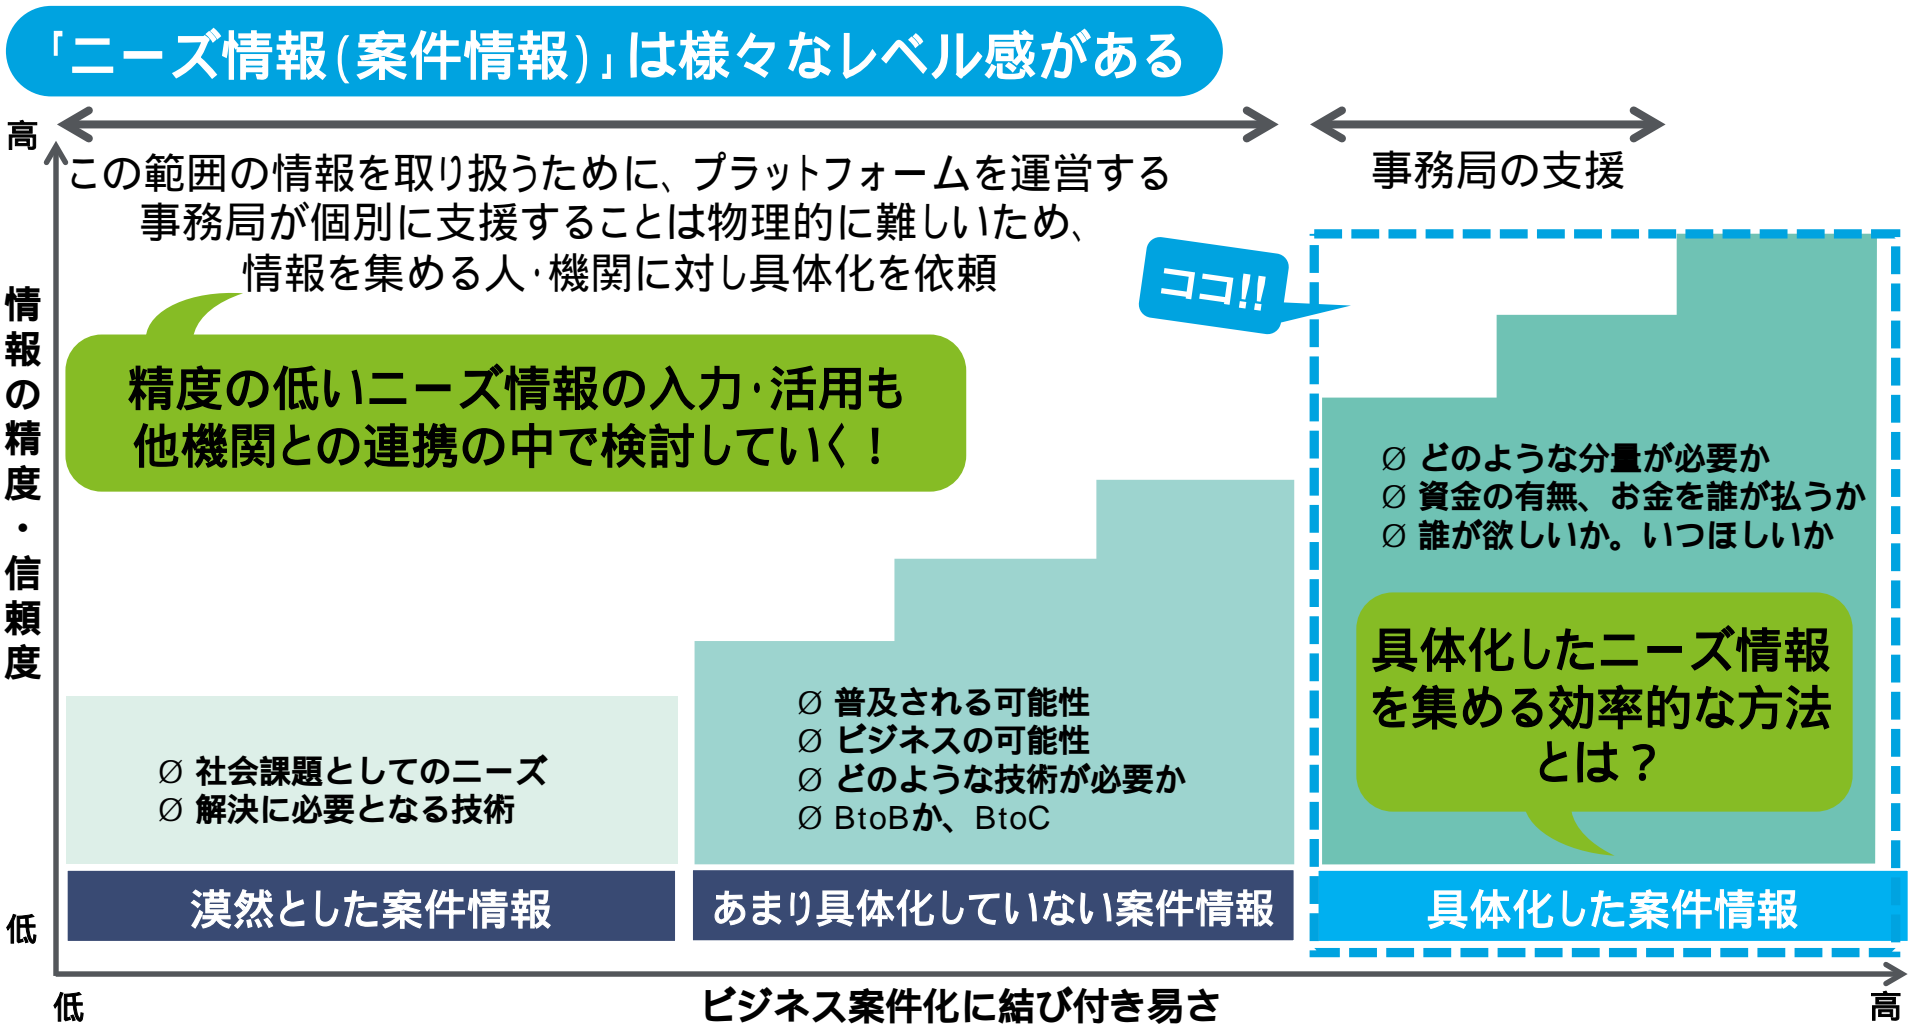 「ニーズ情報(案件情報)」は様々なレベル感がある
高
この範囲の情報を取り扱うために、プラットフォームを運営する
事務局が個別に支援することは物理的に難しいため、
情報を集める人・機関に対し具体化を依頼
事務局の支援
ココ!!
情報の精度・信頼度
精度の低いニーズ情報の入力・活用も
他機関との連携の中で検討していく！
Ø どのような分量が必要か
Ø 資金の有無、お金を誰が払うか
Ø 誰が欲しいか。いつほしいか
具体化したニーズ情報
を集める効率的な方法
とは？
Ø 普及される可能性
Ø ビジネスの可能性
Ø どのような技術が必要か
Ø BtoBか、BtoC
Ø 社会課題としてのニーズ
Ø 解決に必要となる技術
漠然とした案件情報
あまり具体化していない案件情報
具体化した案件情報
低
低
ビジネス案件化に結び付き易さ
高